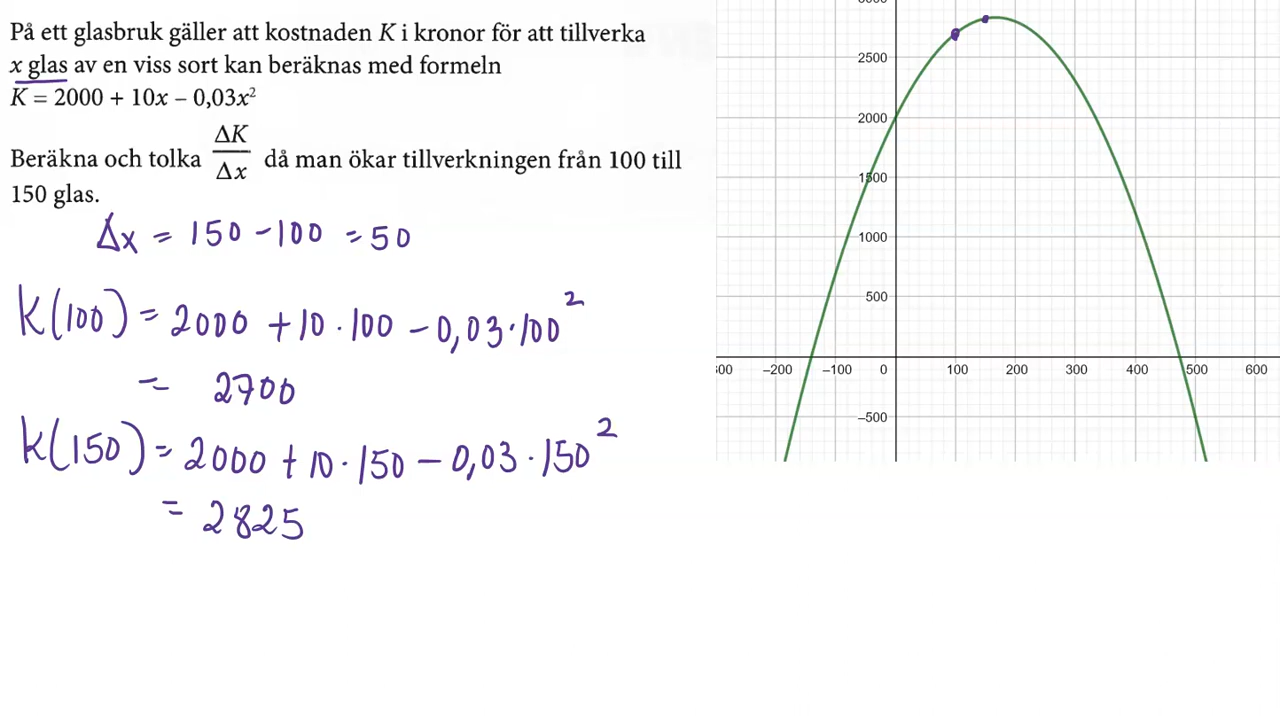 På ett glasbruk gäller att kostnaden K i kronor för att tillverka
x glas av en viss sort kan beräknas med formeln
K = 2000 + 10x – 0,03x²
Beräkna och tolka ΔK/Δx då man ökar tillverkningen från 100 till
150 glas.
Δx = 150 - 100 = 50
K(100) = 2000 + 10 · 100 - 0,03 · 100²
= 2700
K(150) = 2000 + 10 · 150 - 0,03 · 150²
= 2825
2500
2000
1500
1000
500
–200 –100 0 100 200 300 400 500 600
–500